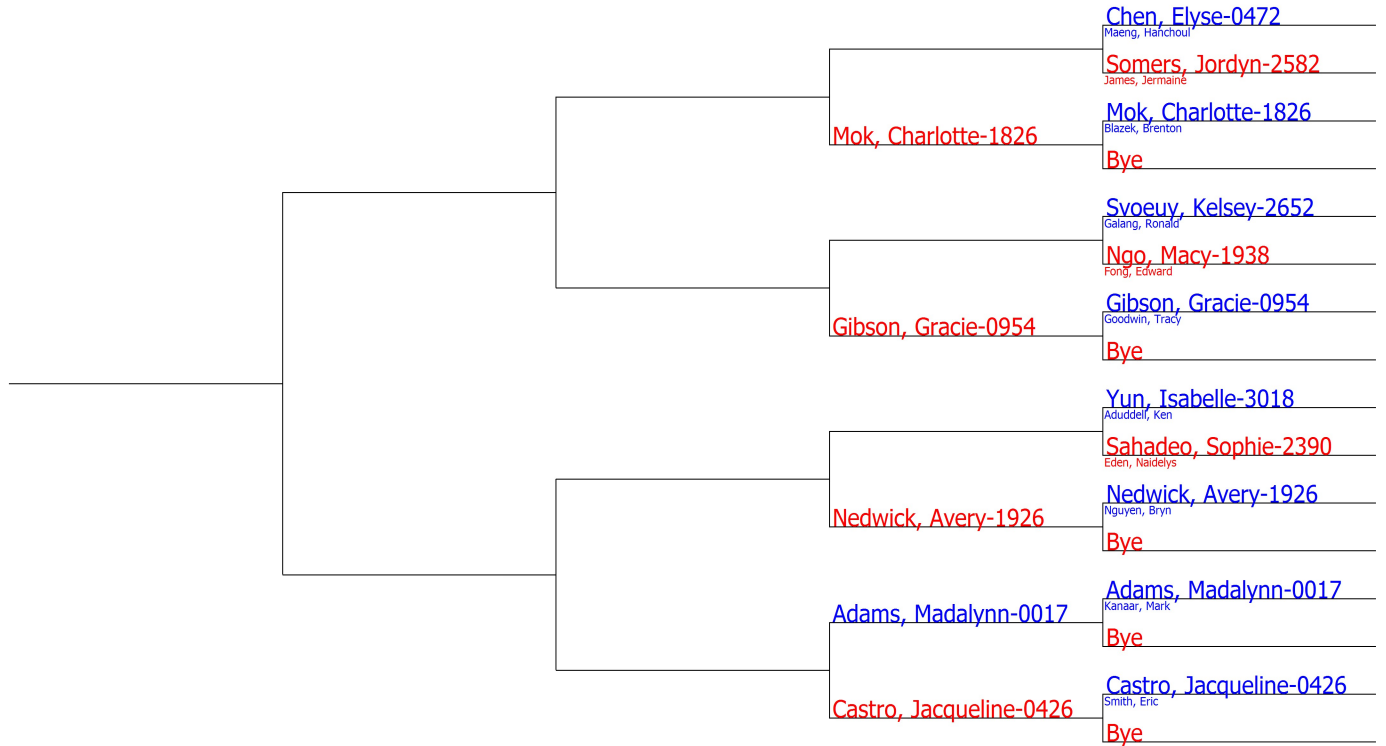 Chen, Elyse-0472
Maeng, Hanchoul
Somers, Jordyn-2582
James, Jermaine
Mok, Charlotte-1826
Mok, Charlotte-1826
Blazek, Brenton
Bye
Svoeuy, Kelsey-2652
Galang, Ronald
Ngo, Macy-1938
Fong, Edward
Gibson, Gracie-0954
Gibson, Gracie-0954
Goodwin, Tracy
Bye
Yun, Isabelle-3018
Aduddell, Ken
Sahadeo, Sophie-2390
Eden, Naidelys
Nedwick, Avery-1926
Nedwick, Avery-1926
Nguyen, Bryn
Bye
Adams, Madalynn-0017
Adams, Madalynn-0017
Kanaar, Mark
Bye
Castro, Jacqueline-0426
Castro, Jacqueline-0426
Smith, Eric
Bye